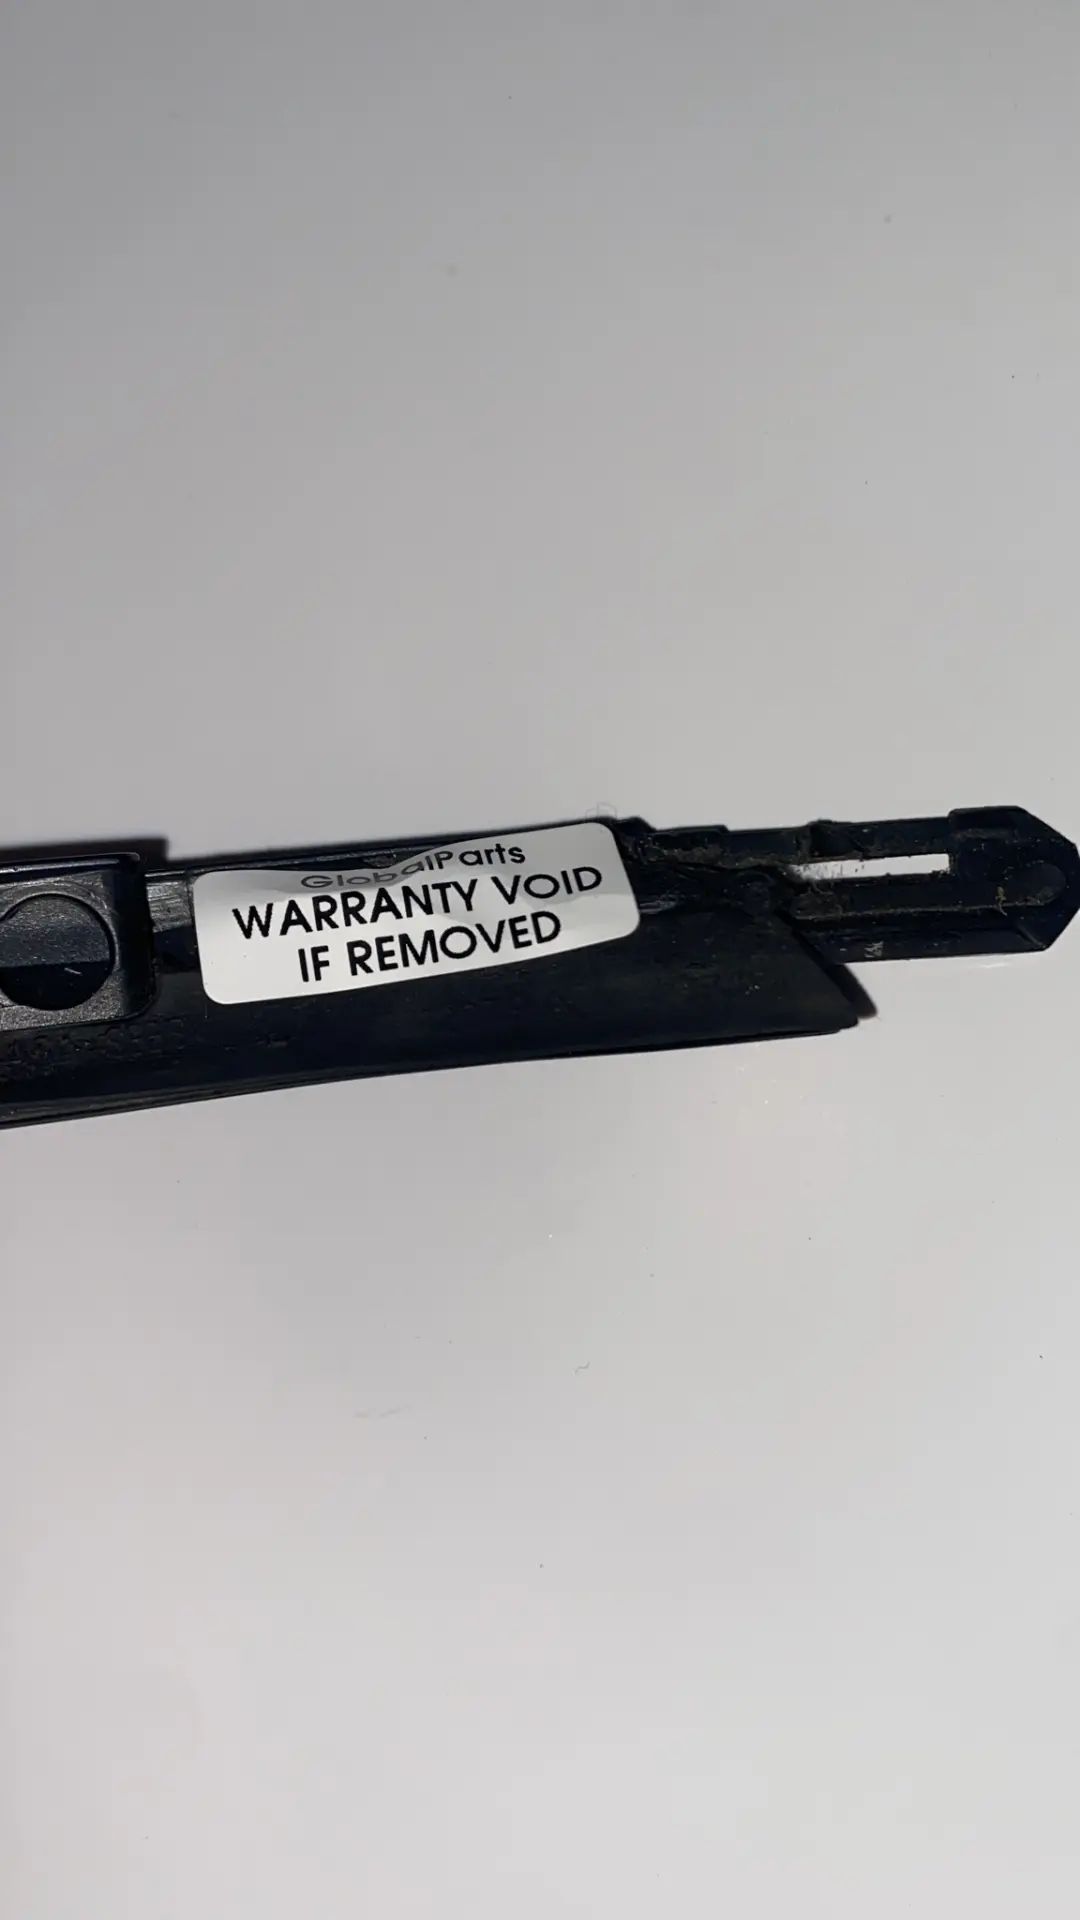 GlobalParts
WARRANTY VOID
IF REMOVED